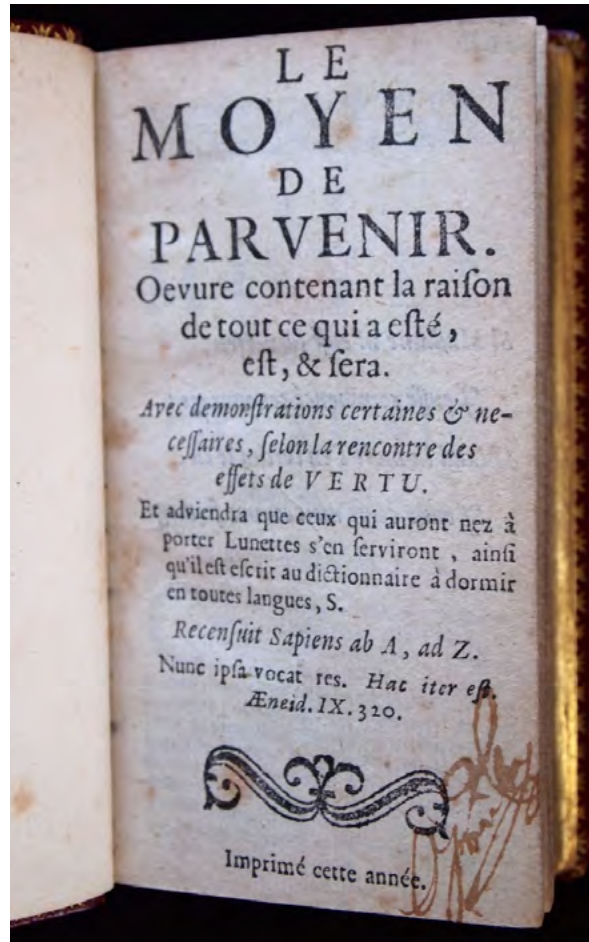 LE
MOYEN
DE
PARVENIR.
Oevure contenant la raiſon
de tout ce qui a eſté,
eſt, & ſera.
Avec demonſtrations certaines & ne-
ceſſaires, ſelon la rencontre des
effets de VERTU.
Et adviendra que ceux qui auront nez à
porter Lunettes s'en ſerviront, ainſi
qu'il eſt eſcrit au dictionnaire à dormir
en toutes langues, S.
Recenſuit Sapiens ab A, ad Z.
Nunc ipſa vocat res. Hac iter eſt.
Æneid. IX. 320.
Imprimé cette année.